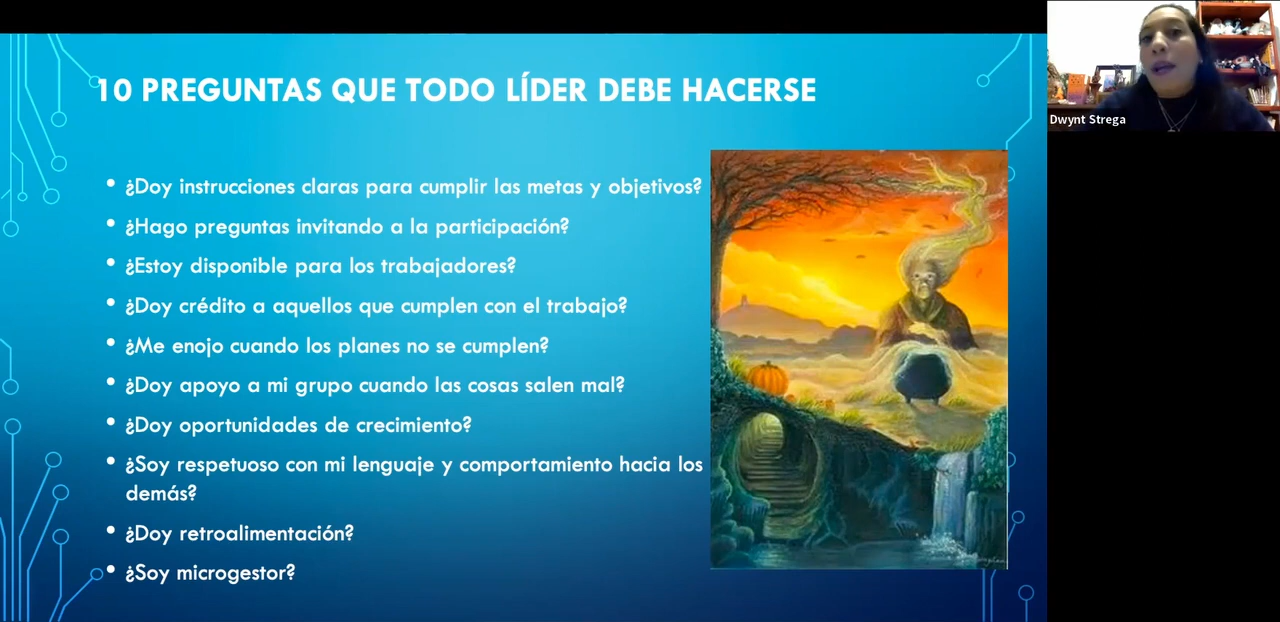 10 PREGUNTAS QUE TODO LÍDER DEBE HACERSE
Dwynt Strega
• ¿Doy instrucciones claras para cumplir las metas y objetivos?
• ¿Hago preguntas invitando a la participación?
• ¿Estoy disponible para los trabajadores?
• ¿Doy crédito a aquellos que cumplen con el trabajo?
• ¿Me enojo cuando los planes no se cumplen?
• ¿Doy apoyo a mi grupo cuando las cosas salen mal?
• ¿Doy oportunidades de crecimiento?
• ¿Soy respetuoso con mi lenguaje y comportamiento hacia los
demás?
• ¿Doy retroalimentación?
• ¿Soy microgestor?